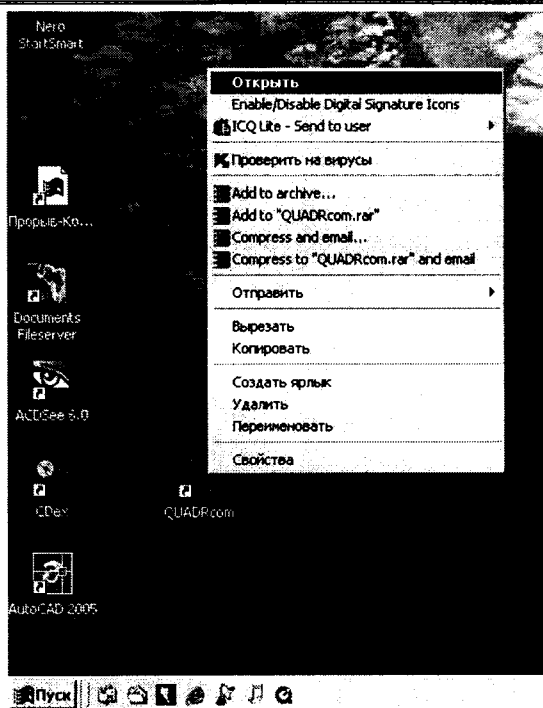 Nero
StartSmart
Открыть
Enable/Disable Digital Signature Icons
ICQ Lite - Send to user
Проверить на вирусы
Add to archive...
Add to "QUADRcom.rar"
Compress and email...
Compress to "QUADRcom.rar" and email
Отправить
Вырезать
Копировать
Создать ярлык
Удалить
Переименовать
Свойства
Прорыв-Ко...
Documents
Fileserver
ACDSee 6.0
CDex
QUADRcom
AutoCAD 2005
Пуск